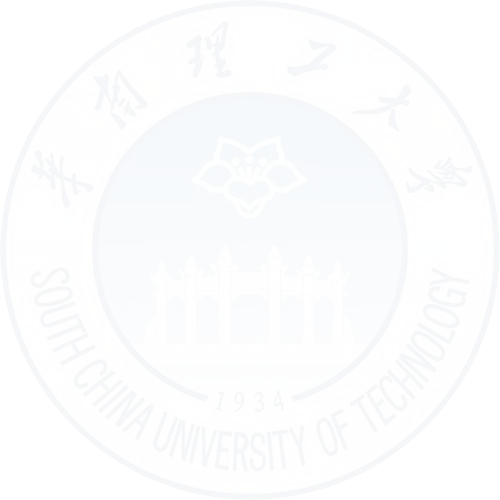 华南理工大学
1934
SOUTH CHINA UNIVERSITY OF TECHNOLOGY